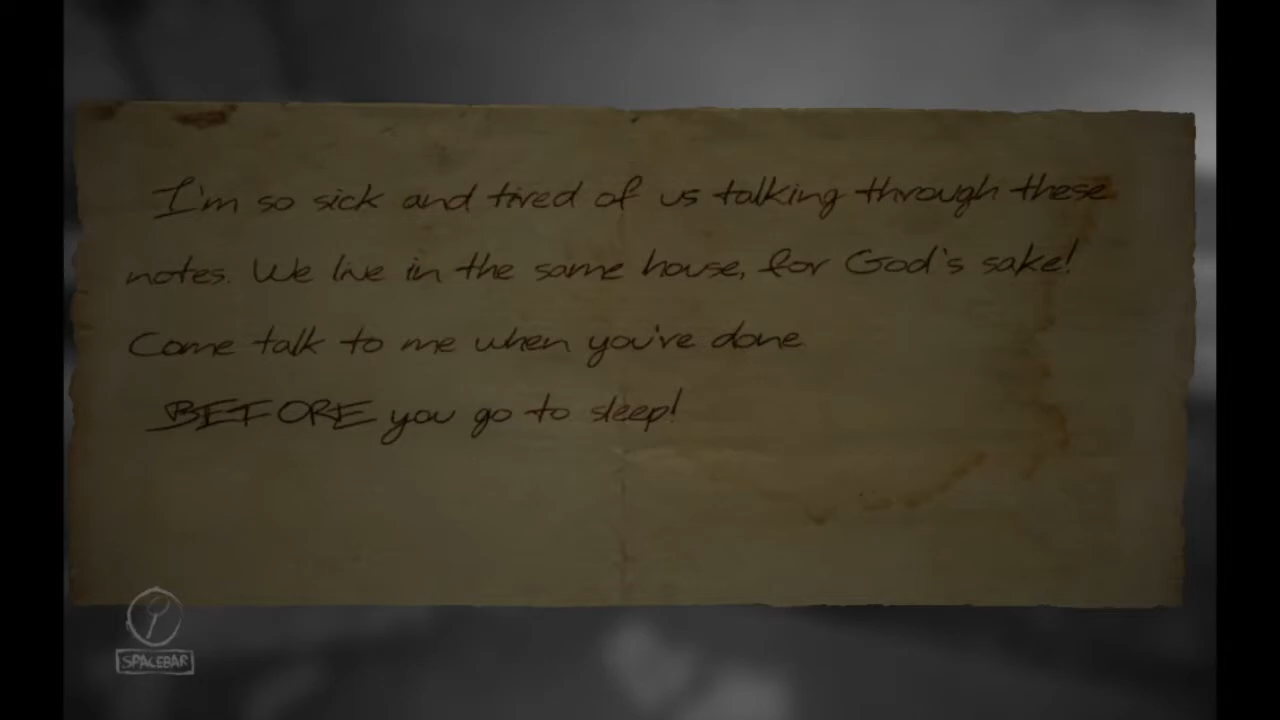 I'm so sick and tired of us talking through these
notes. We live in the same house, for God's sake!
Come talk to me when you've done
BEFORE you go to sleep!
SPACEBAR